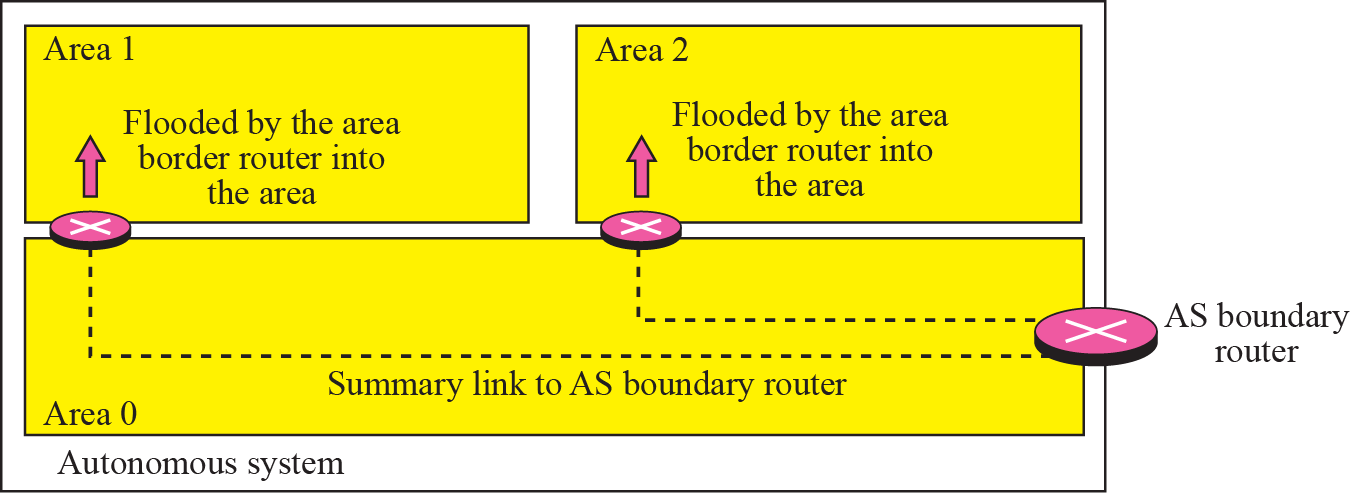 Area 1
Flooded by the area
border router into
the area
Area 2
Flooded by the area
border router into
the area
AS boundary
router
Summary link to AS boundary router
Area 0
Autonomous system